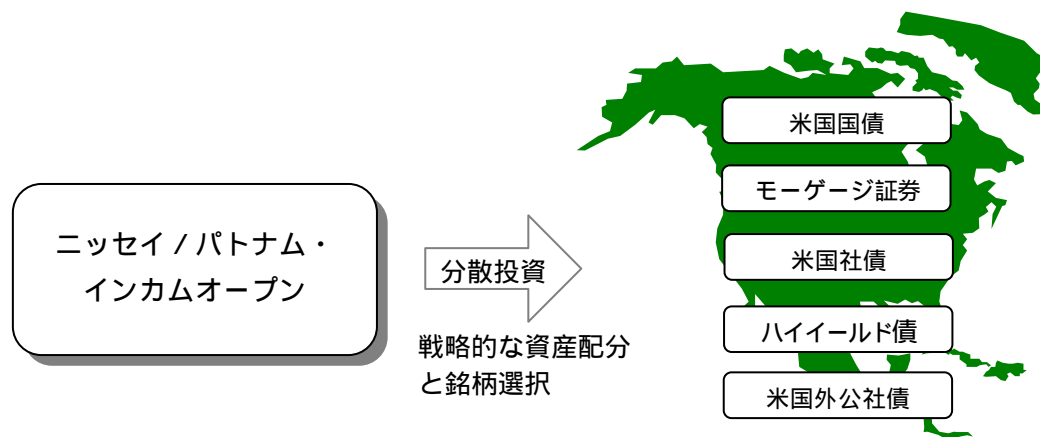 ニッセイ / パトナム・
インカムオープン
分散投資
戦略的な資産配分
と銘柄選択
米国国債
モーゲージ証券
米国社債
ハイイールド債
米国外公社債